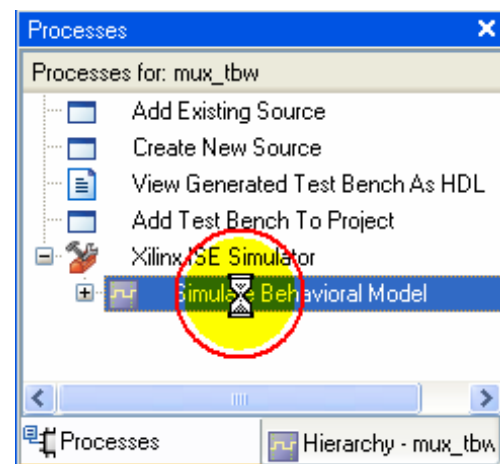 Processes
Processes for: mux_tbw
Add Existing Source
Create New Source
View Generated Test Bench As HDL
Add Test Bench To Project
Xilinx ISE Simulator
Simulate Behavioral Model
Processes
Hierarchy - mux_tbw